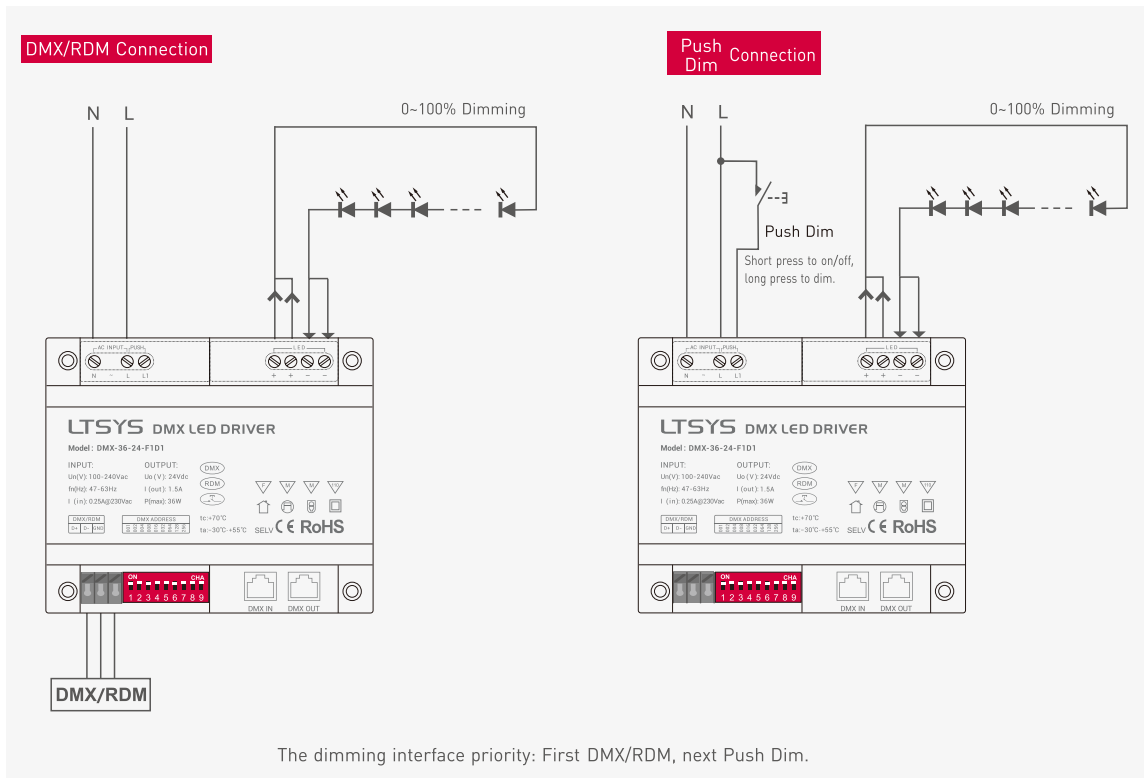 DMX/RDM Connection
N L
0~100% Dimming
AC INPUT PUSH
LED
N ~ L L1
+ + − −
LTSYS DMX LED DRIVER
Model: DMX-36-24-F1D1
INPUT:
Un(V): 100-240Vac
fn(Hz): 47-63Hz
I (in): 0.25A@230Vac
OUTPUT:
Uo(V): 24Vdc
I (out): 1.5A
P(max): 36W
DMX
RDM
F M M 110
DMX/RDM
D+ D- GND
DMX ADDRESS
tc:+70℃
ta:-30℃-+55℃
SELV CE RoHS
ON CHA
1 2 3 4 5 6 7 8 9
DMX IN DMX OUT
DMX/RDM
Push Dim Connection
N L
0~100% Dimming
Push Dim
Short press to on/off,
long press to dim.
AC INPUT PUSH
LED
N ~ L L1
+ + − −
LTSYS DMX LED DRIVER
Model: DMX-36-24-F1D1
INPUT:
Un(V): 100-240Vac
fn(Hz): 47-63Hz
I (in): 0.25A@230Vac
OUTPUT:
Uo(V): 24Vdc
I (out): 1.5A
P(max): 36W
DMX
RDM
F M M 110
DMX/RDM
D+ D- GND
DMX ADDRESS
tc:+70℃
ta:-30℃-+55℃
SELV CE RoHS
ON CHA
1 2 3 4 5 6 7 8 9
DMX IN DMX OUT
The dimming interface priority: First DMX/RDM, next Push Dim.